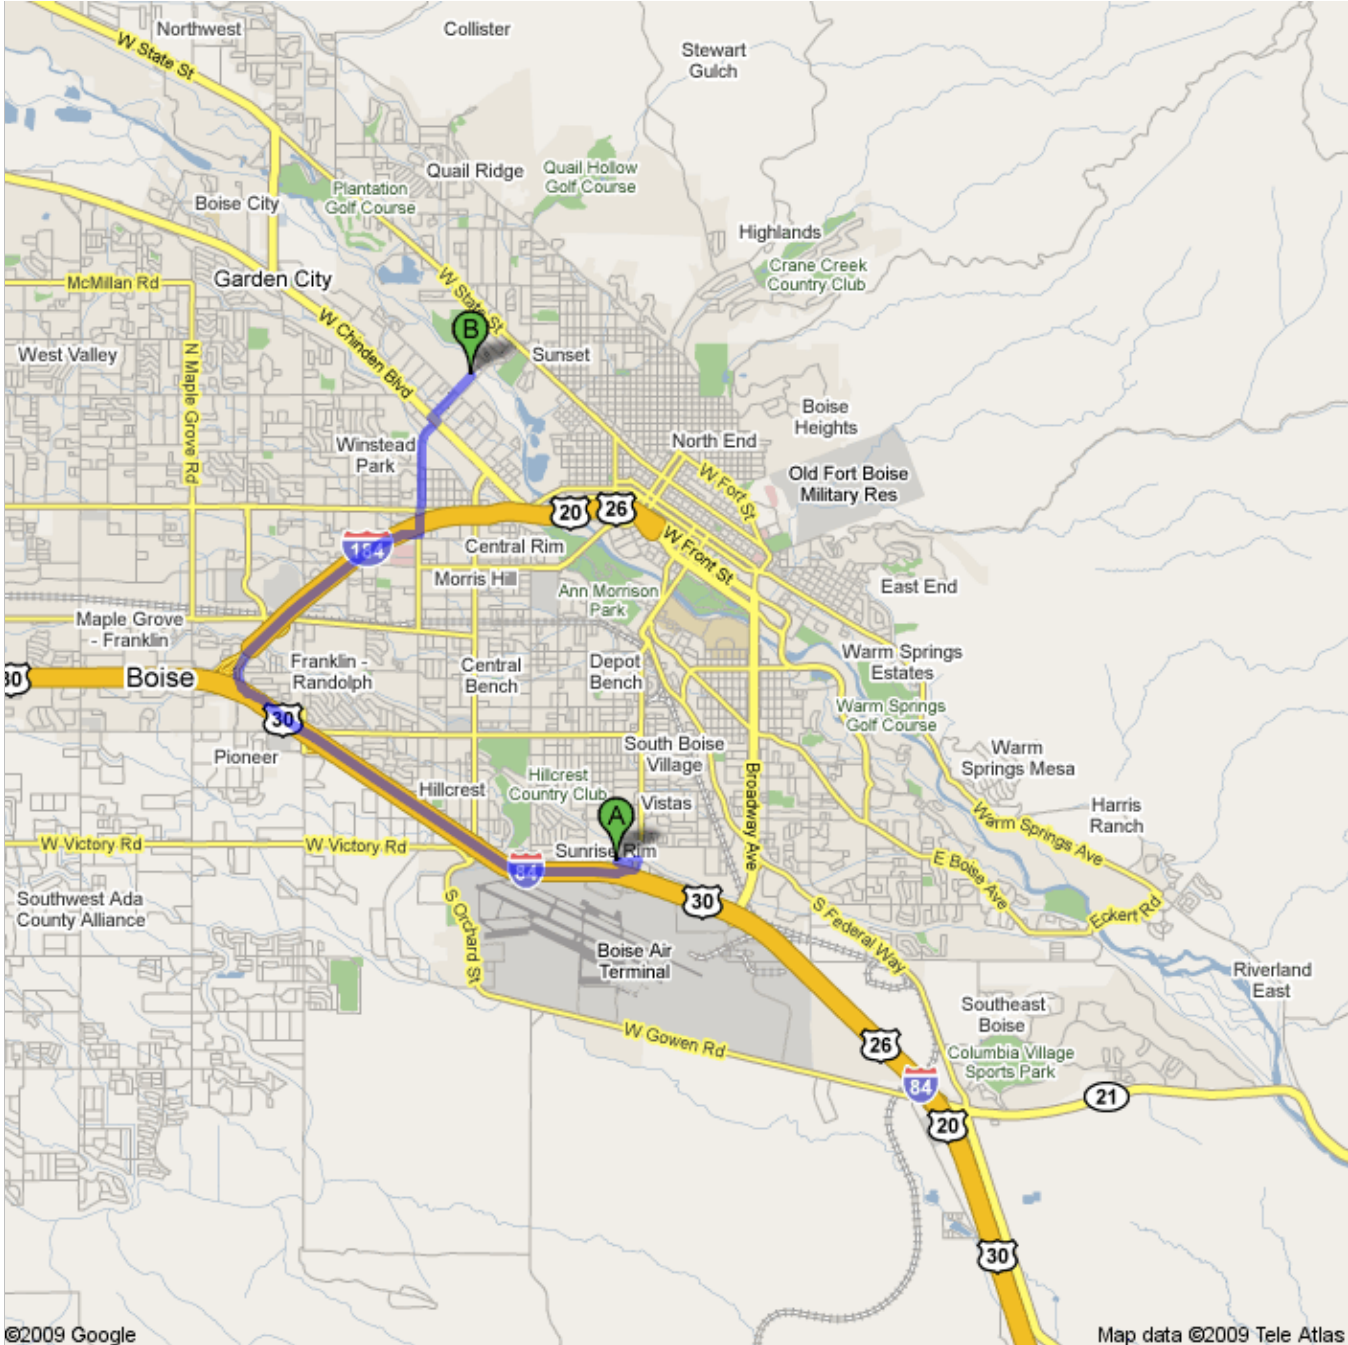 Northwest
Collister
W State St
Stewart
Gulch
Quail Ridge
Quail Hollow
Golf Course
Plantation
Golf Course
Boise City
Highlands
Crane Creek
Country Club
Garden City
McMillan Rd
W State St
B
W Chinden Blvd
West Valley
Sunset
N Maple Grove Rd
Boise
Heights
Winstead
Park
North End
W Fort St
Old Fort Boise
Military Res
20
26
184
Central Rim
W Front St
Morris Hill
Ann Morrison
Park
East End
Maple Grove
- Franklin
Franklin -
Randolph
Central
Bench
Depot
Bench
Warm Springs
Estates
30
Boise
Warm Springs
Golf Course
30
Pioneer
South Boise
Village
Warm
Springs Mesa
Hillcrest
Hillcrest
Country Club
Vistas
Broadway Ave
Harris
Ranch
A
Warm Springs Ave
W Victory Rd
W Victory Rd
Sunrise Rim
84
E Boise Ave
30
Southwest Ada
County Alliance
S Orchard St
S Federal Way
Eckert Rd
Boise Air
Terminal
Riverland
East
Southeast
Boise
W Gowen Rd
26
Columbia Village
Sports Park
84
21
20
30
©2009 Google
Map data ©2009 Tele Atlas